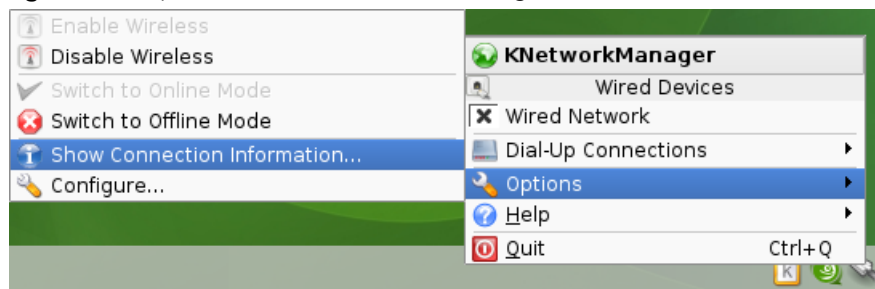 Enable Wireless
Disable Wireless
Switch to Online Mode
Switch to Offline Mode
Show Connection Information...
Configure...
KNetworkManager
Wired Devices
Wired Network
Dial-Up Connections
Options
Help
Quit Ctrl+Q
K